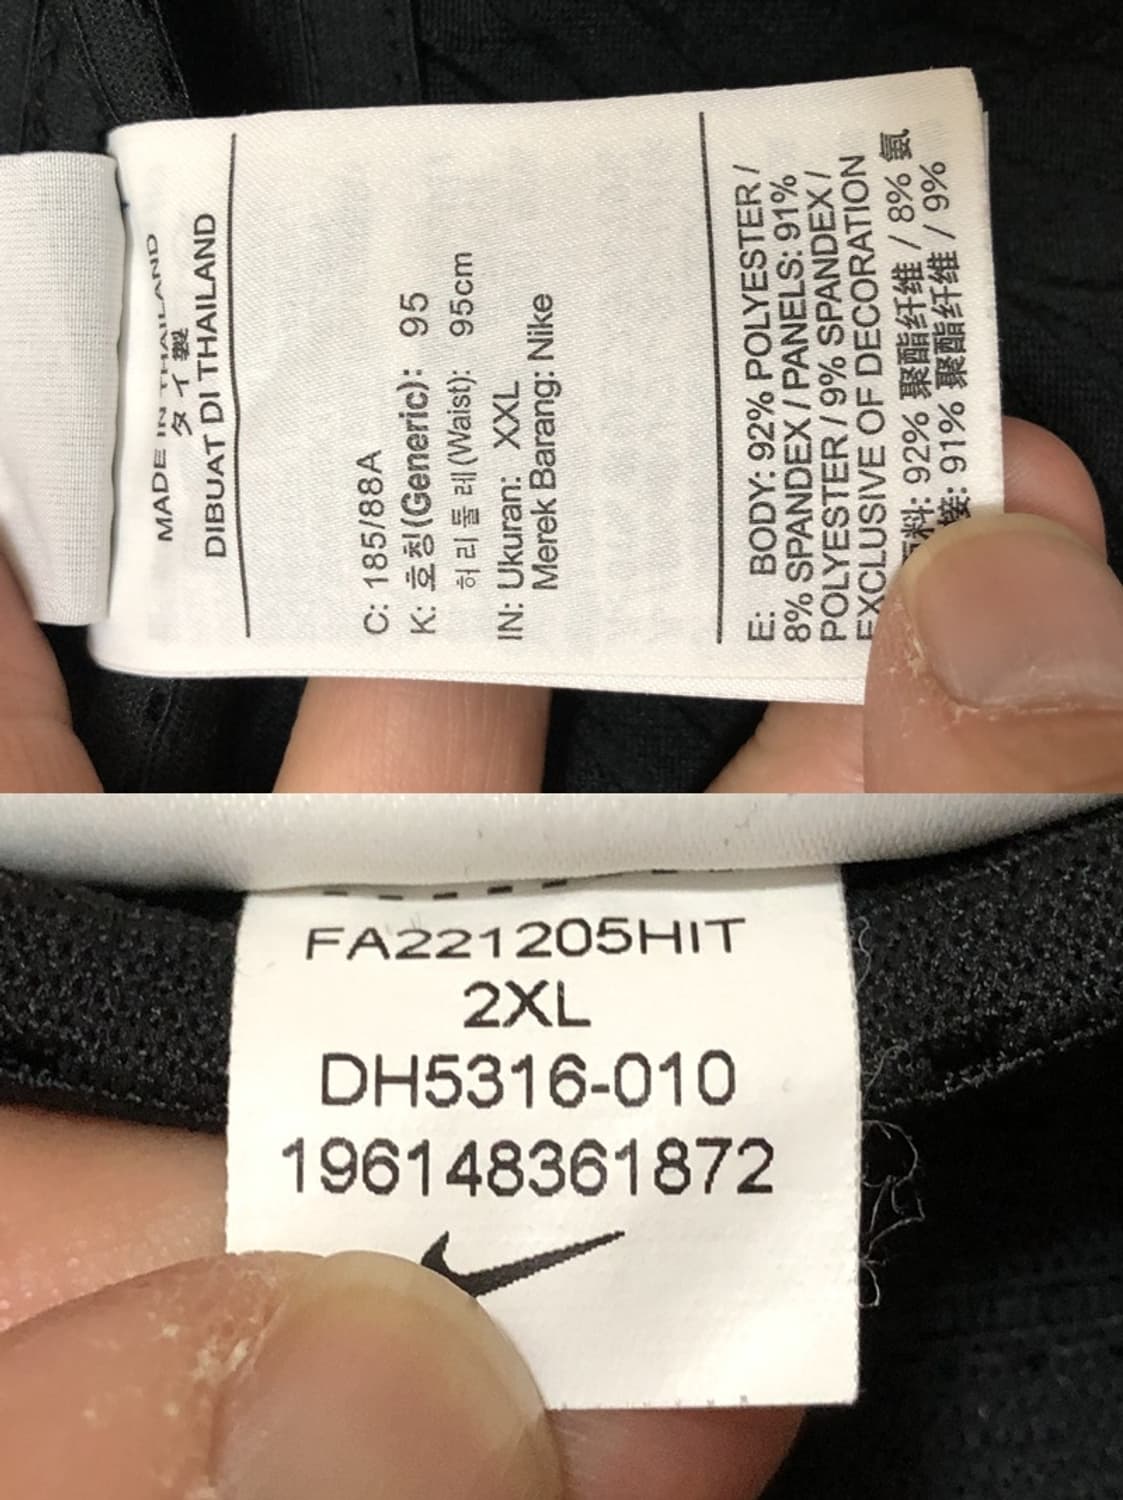 MADE IN THAILAND
タイ製
DIBUAT DI THAILAND
C: 185/88A
K: 호칭(Generic): 95
허리둘레(Waist): 95cm
IN: Ukuran: XXL
Merek Barang: Nike
E: BODY: 92% POLYESTER /
8% SPANDEX / PANELS: 91%
POLYESTER / 9% SPANDEX /
EXCLUSIVE OF DECORATION
料: 92% 聚酯纤维 / 8% 氨
接: 91% 聚酯纤维 / 9%
FA221205HIT
2XL
DH5316-010
196148361872